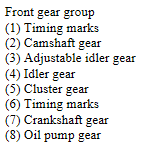 Front gear group
(1) Timing marks
(2) Camshaft gear
(3) Adjustable idler gear
(4) Idler gear
(5) Cluster gear
(6) Timing marks
(7) Crankshaft gear
(8) Oil pump gear